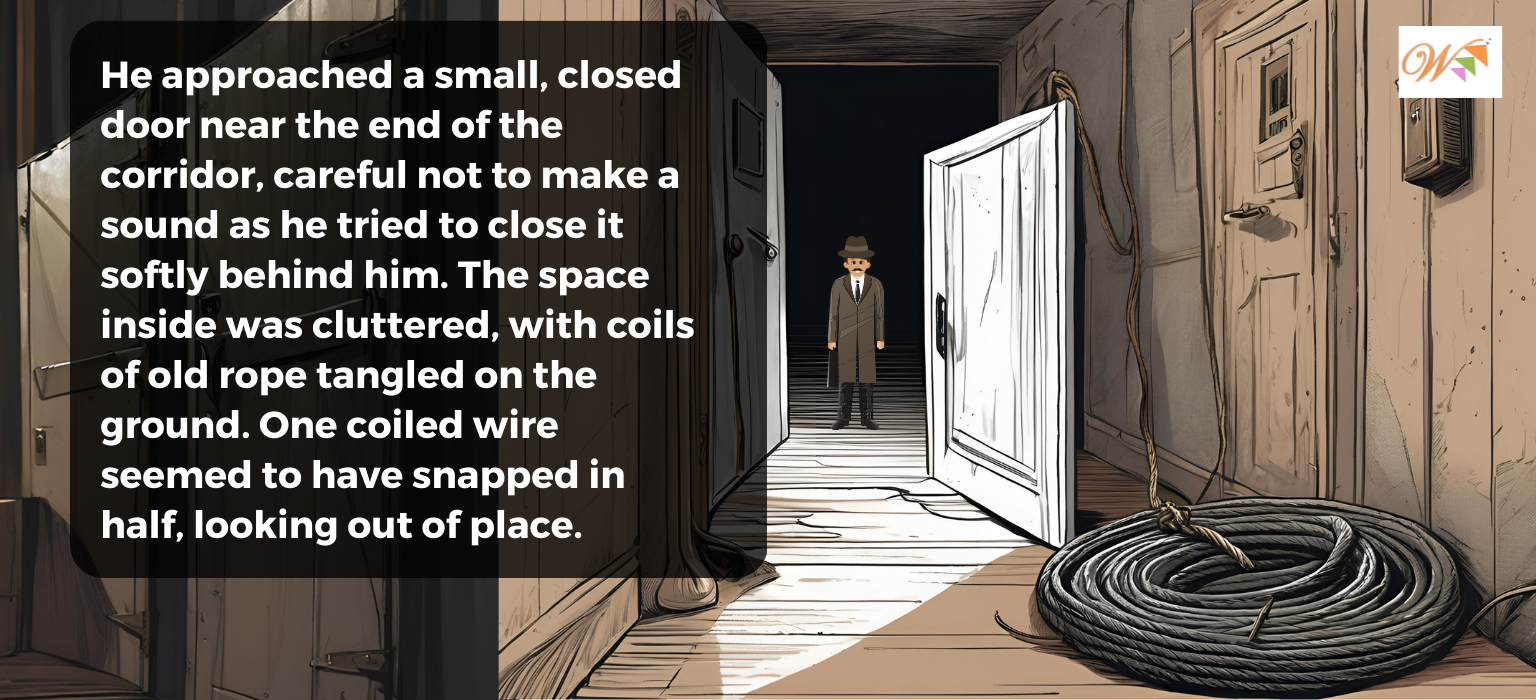 He approached a small, closed
door near the end of the
corridor, careful not to make a
sound as he tried to close it
softly behind him. The space
inside was cluttered, with coils
of old rope tangled on the
ground. One coiled wire
seemed to have snapped in
half, looking out of place.
W